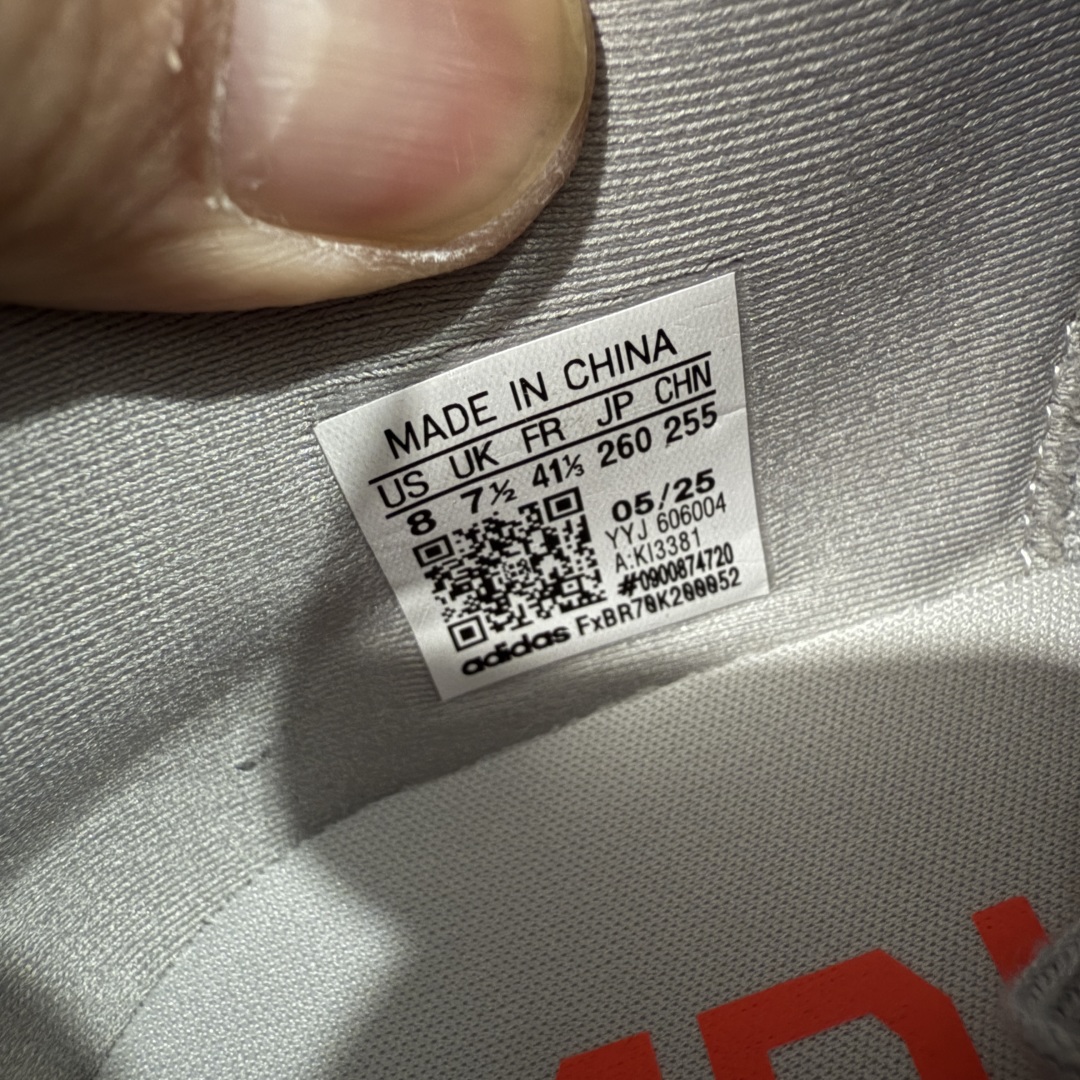 MADE IN CHINA
US UK FR JP CHN
8 7½ 41⅓ 260 255
05/25
YYJ 606004
A:KI3381
#0900874720
adidas FxBR70K200052